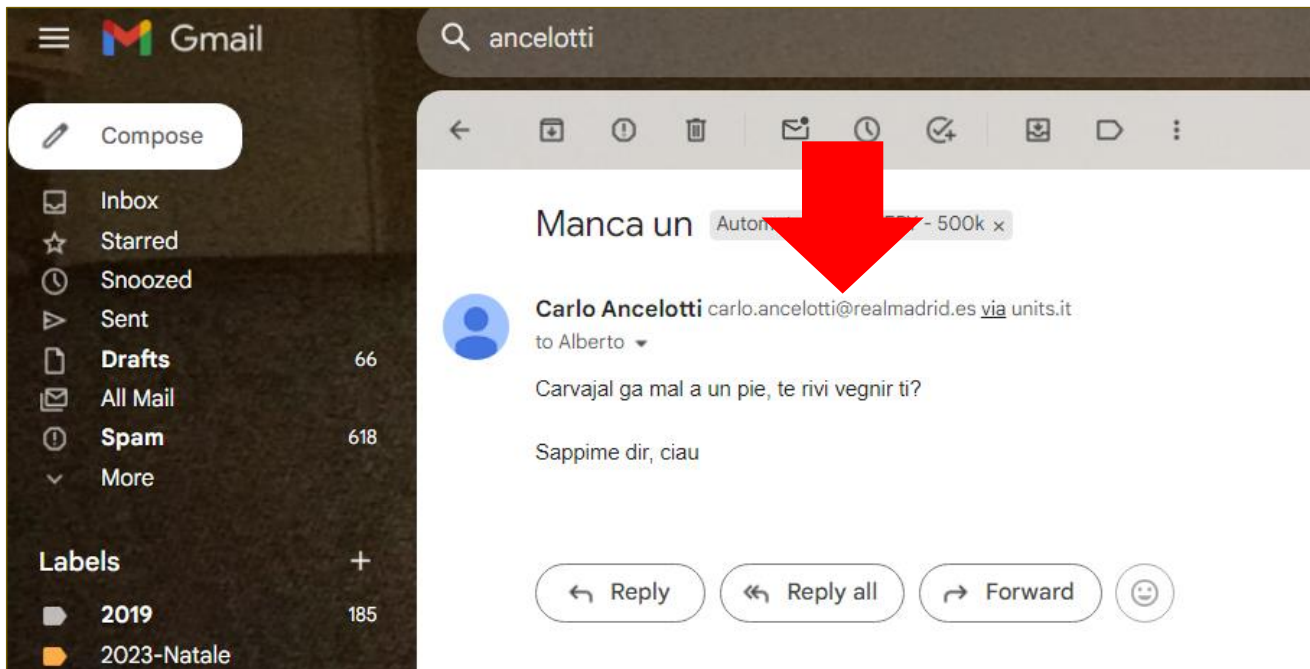 Gmail
ancelotti
Compose
Inbox
Starred
Snoozed
Sent
Drafts 66
All Mail
Spam 618
More
Labels +
2019 185
2023-Natale
Manca un - 500k ×
Carlo Ancelotti carlo.ancelotti@realmadrid.es via units.it
to Alberto
Carvajal ga mal a un pie, te rivi vegnir ti?
Sappime dir, ciau
Reply Reply all Forward